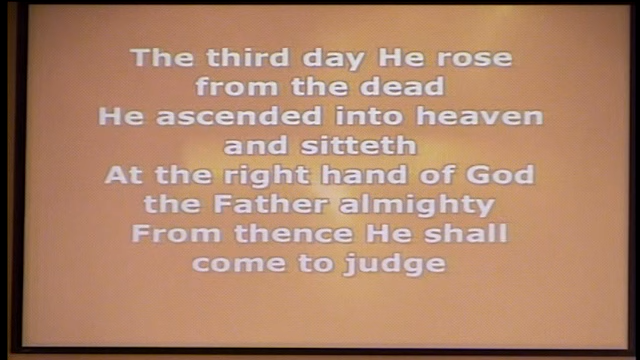 The third day He rose
from the dead
He ascended into heaven
and sitteth
At the right hand of God
the Father almighty
From thence He shall
come to judge